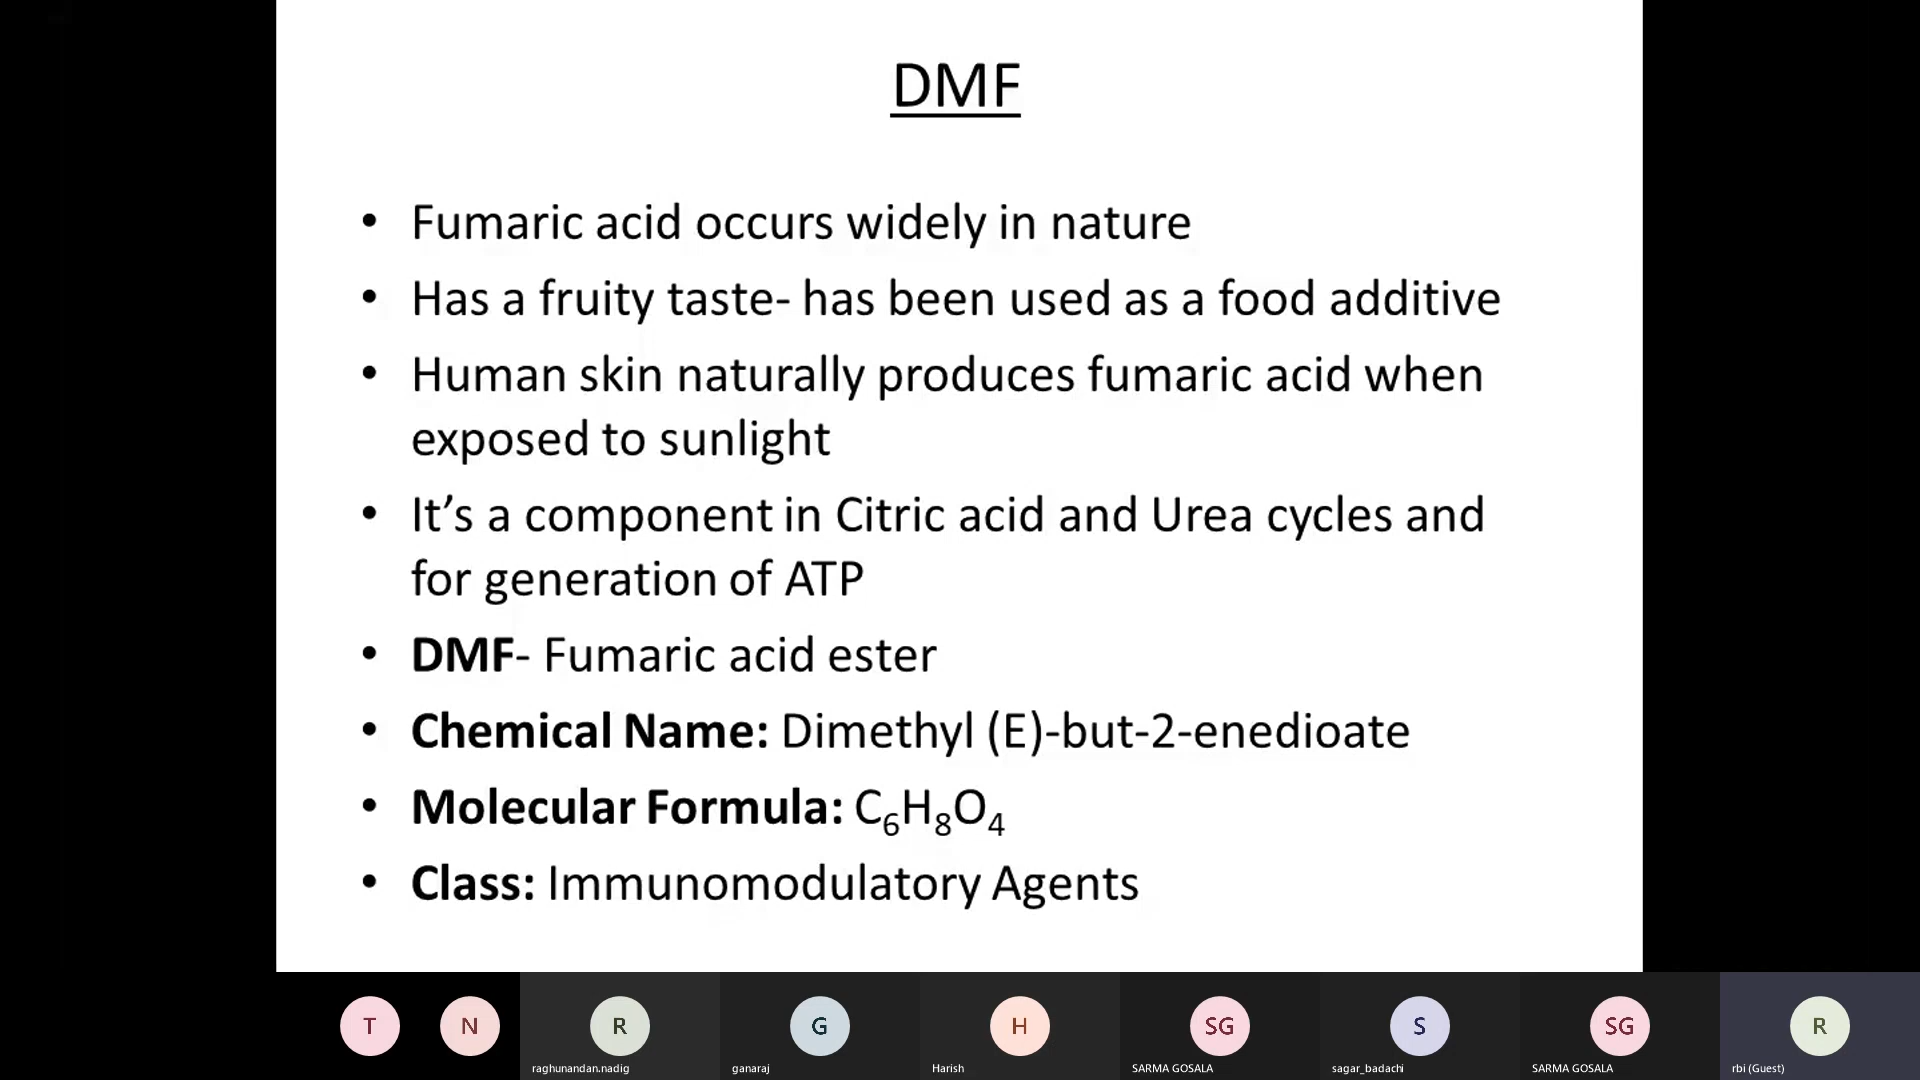 DMF
• Fumaric acid occurs widely in nature
• Has a fruity taste- has been used as a food additive
• Human skin naturally produces fumaric acid when
exposed to sunlight
• It’s a component in Citric acid and Urea cycles and
for generation of ATP
• DMF- Fumaric acid ester
• Chemical Name: Dimethyl (E)-but-2-enedioate
• Molecular Formula: C₆H₈O₄
• Class: Immunomodulatory Agents
T N R G H SG S SG R
raghunandan.nadig ganaraj Harish SARMA GOSALA sagar_badachi SARMA GOSALA rbi (Guest)